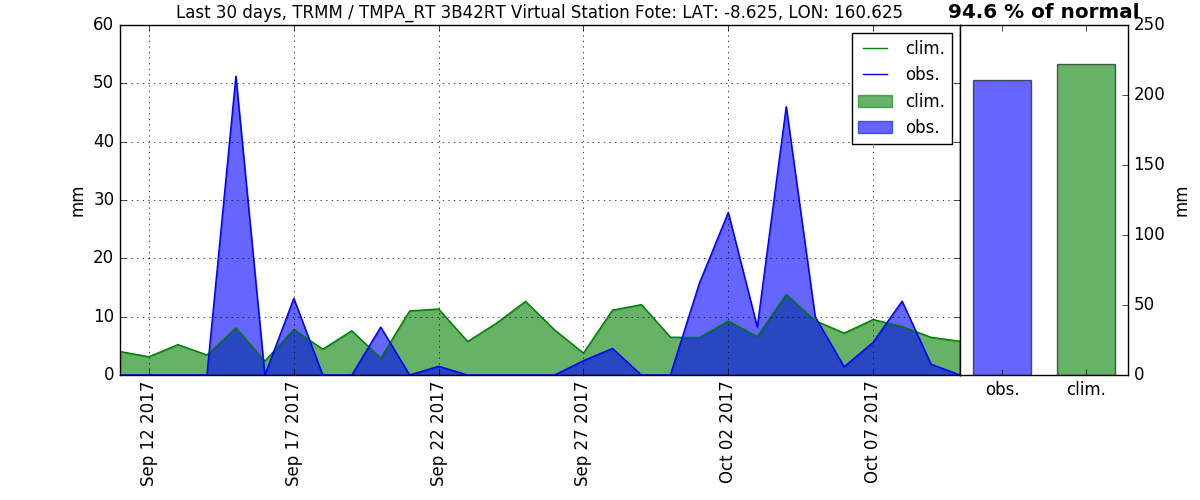 Last 30 days, TRMM / TMPA_RT 3B42RT Virtual Station Fote: LAT: -8.625, LON: 160.625
94.6 % of normal
60
50
40
30
20
10
0
mm
clim.
obs.
clim.
obs.
Sep 12 2017
Sep 17 2017
Sep 22 2017
Sep 27 2017
Oct 02 2017
Oct 07 2017
250
200
150
100
50
0
mm
obs.
clim.